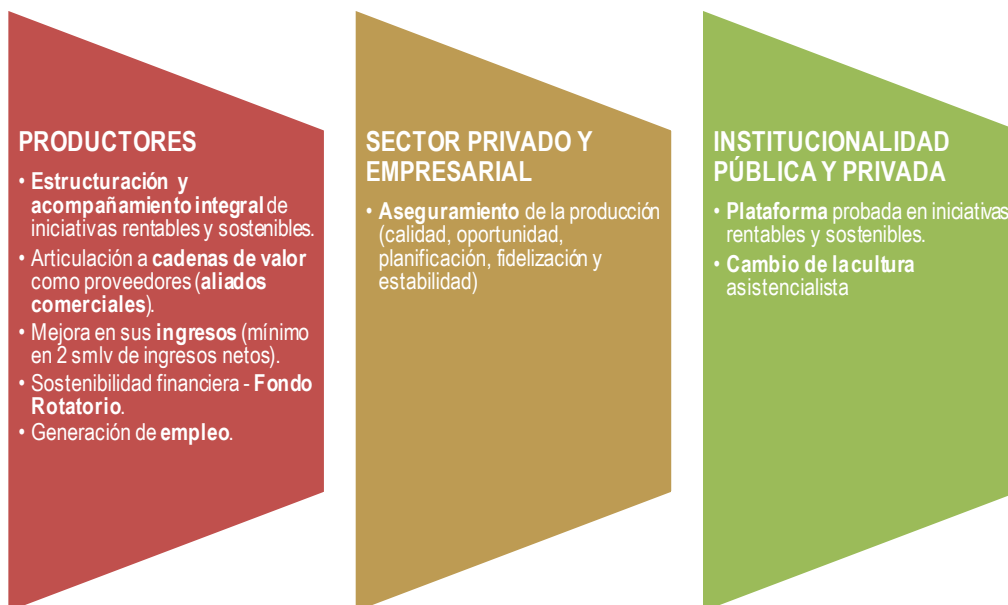 PRODUCTORES
• Estructuración y
acompañamiento integral de
iniciativas rentables y sostenibles.
• Articulación a cadenas de valor
como proveedores (aliados
comerciales).
• Mejora en sus ingresos (mínimo
en 2 smlv de ingresos netos).
• Sostenibilidad financiera - Fondo
Rotatorio.
• Generación de empleo.
SECTOR PRIVADO Y
EMPRESARIAL
• Aseguramiento de la producción
(calidad, oportunidad,
planificación, fidelización y
estabilidad)
INSTITUCIONALIDAD
PÚBLICA Y PRIVADA
• Plataforma probada en iniciativas
rentables y sostenibles.
• Cambio de la cultura
asistencialista